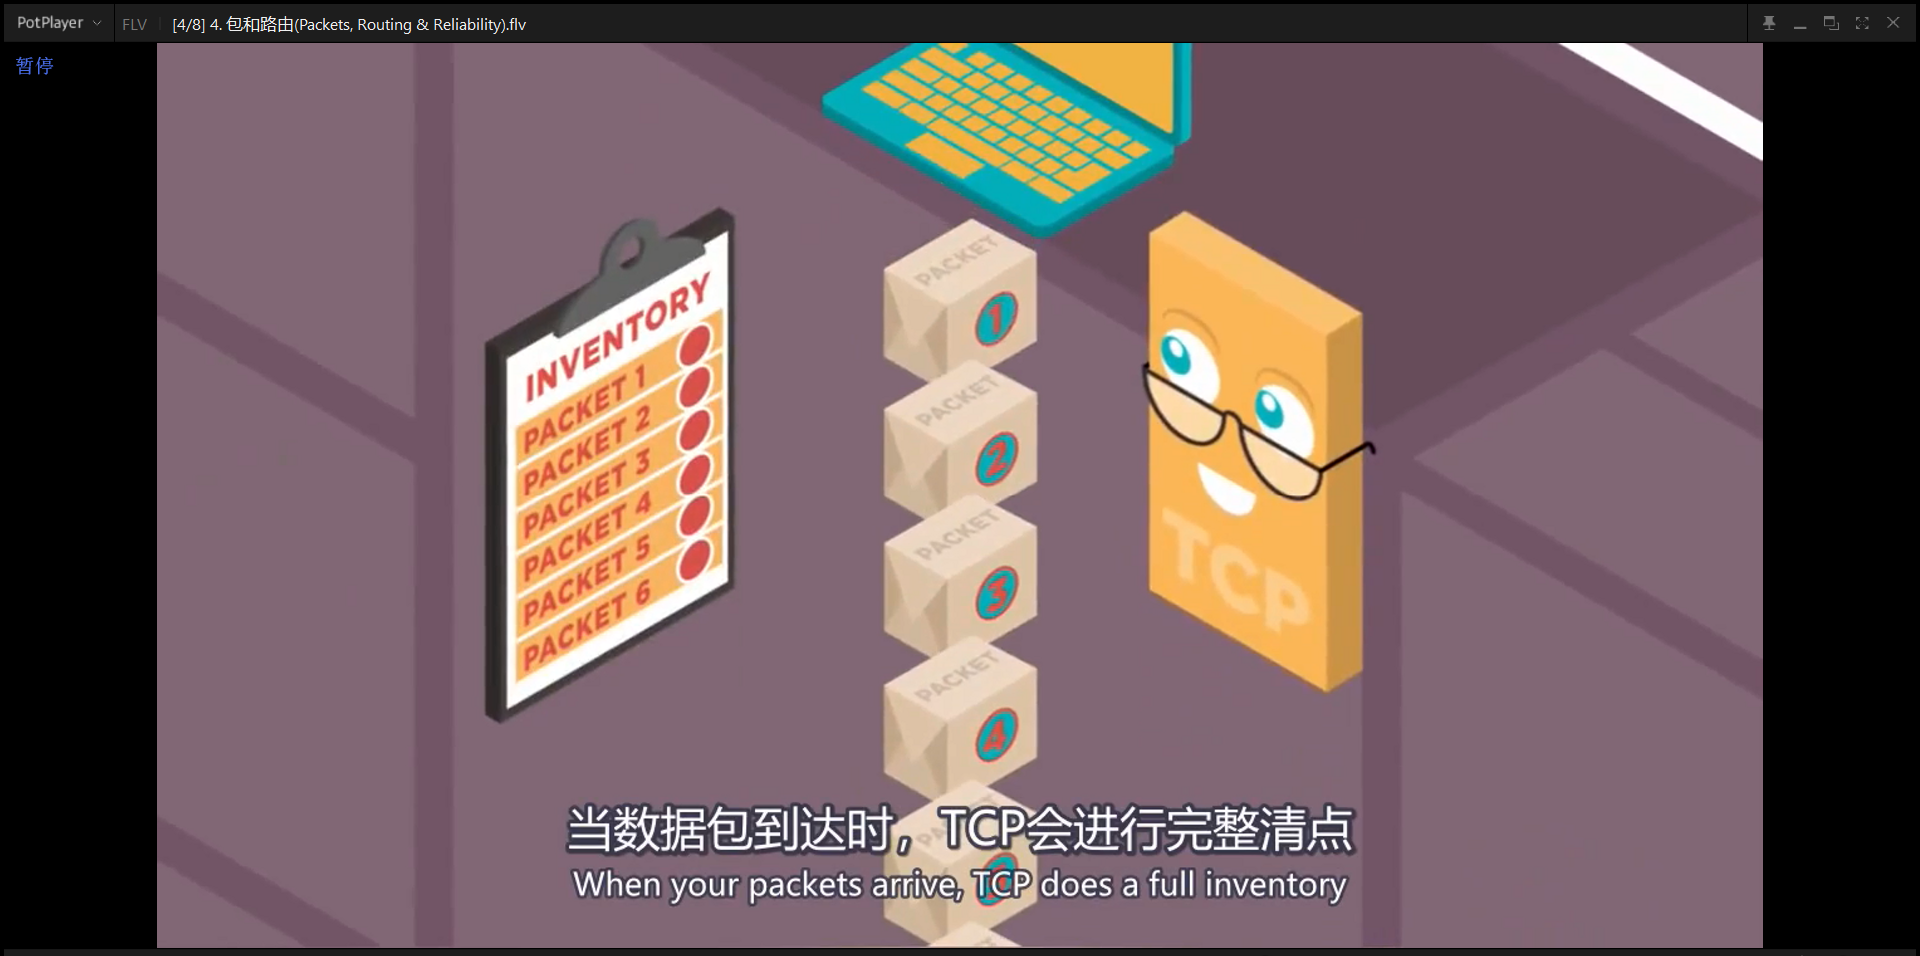 PotPlayer
FLV
[4/8] 4. 包和路由(Packets, Routing & Reliability).flv
暂停
INVENTORY
PACKET 1
PACKET 2
PACKET 3
PACKET 4
PACKET 5
PACKET 6
PACKET
1
PACKET
2
PACKET
3
PACKET
4
TCP
当数据包到达时，TCP会进行完整清点
When your packets arrive, TCP does a full inventory